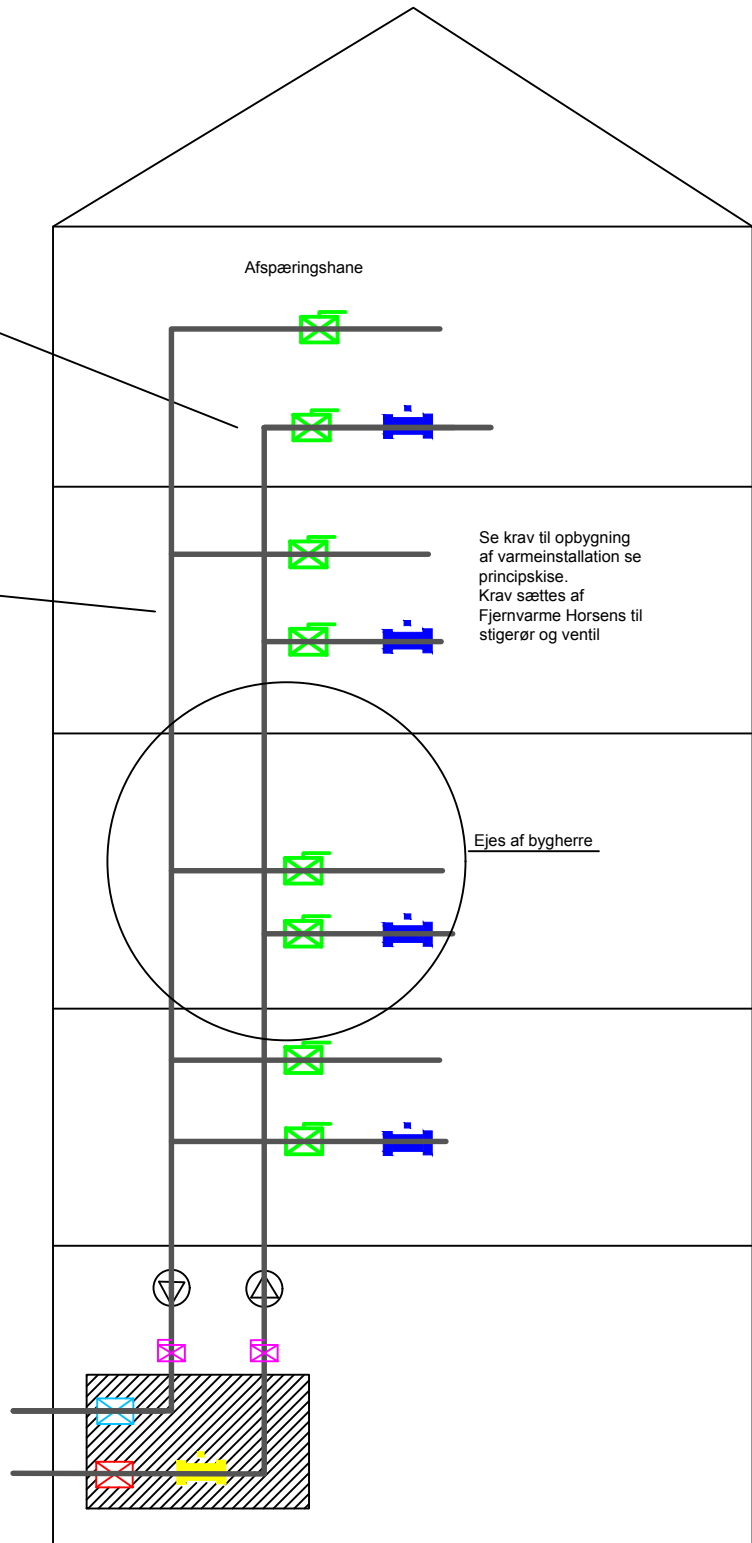 Afspæringshane
Se krav til opbygning
af varmeinstallation se
principskise.
Krav sættes af
Fjernvarme Horsens til
stigerør og ventil
Ejes af bygherre